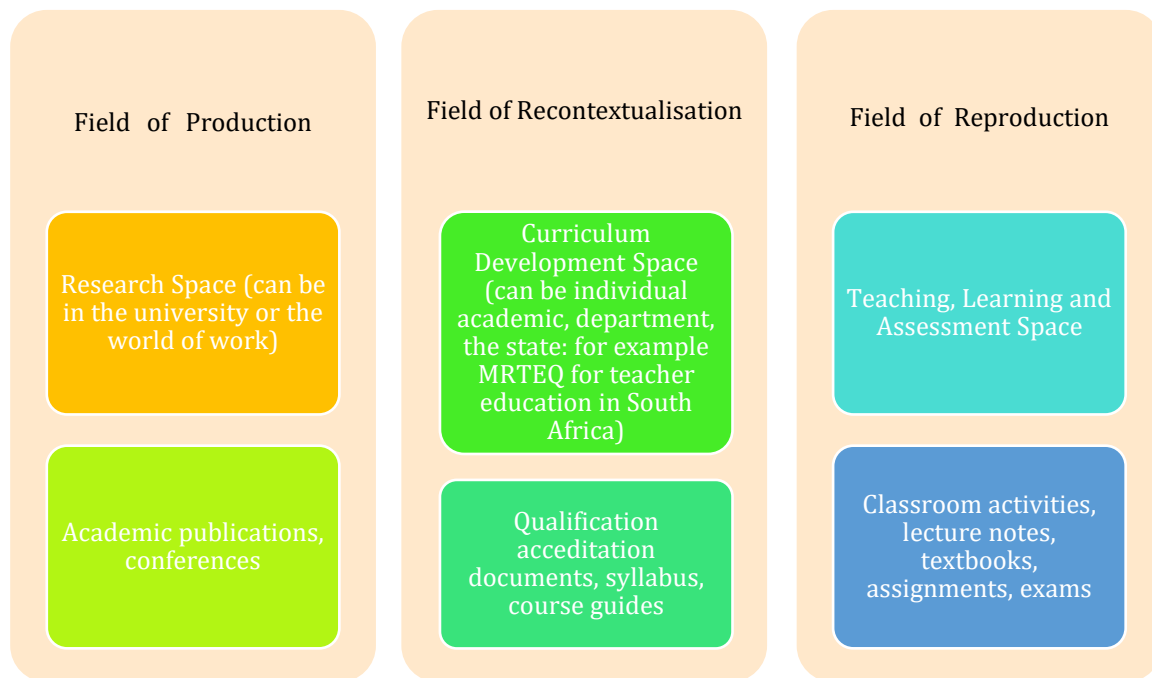 Field of Production
Research Space (can be
in the university or the
world of work)
Academic publications,
conferences
Field of Recontextualisation
Curriculum
Development Space
(can be individual
academic, department,
the state: for example
MRTEQ for teacher
education in South
Africa)
Qualification
acceditation
documents, syllabus,
course guides
Field of Reproduction
Teaching, Learning and
Assessment Space
Classroom activities,
lecture notes,
textbooks,
assignments, exams